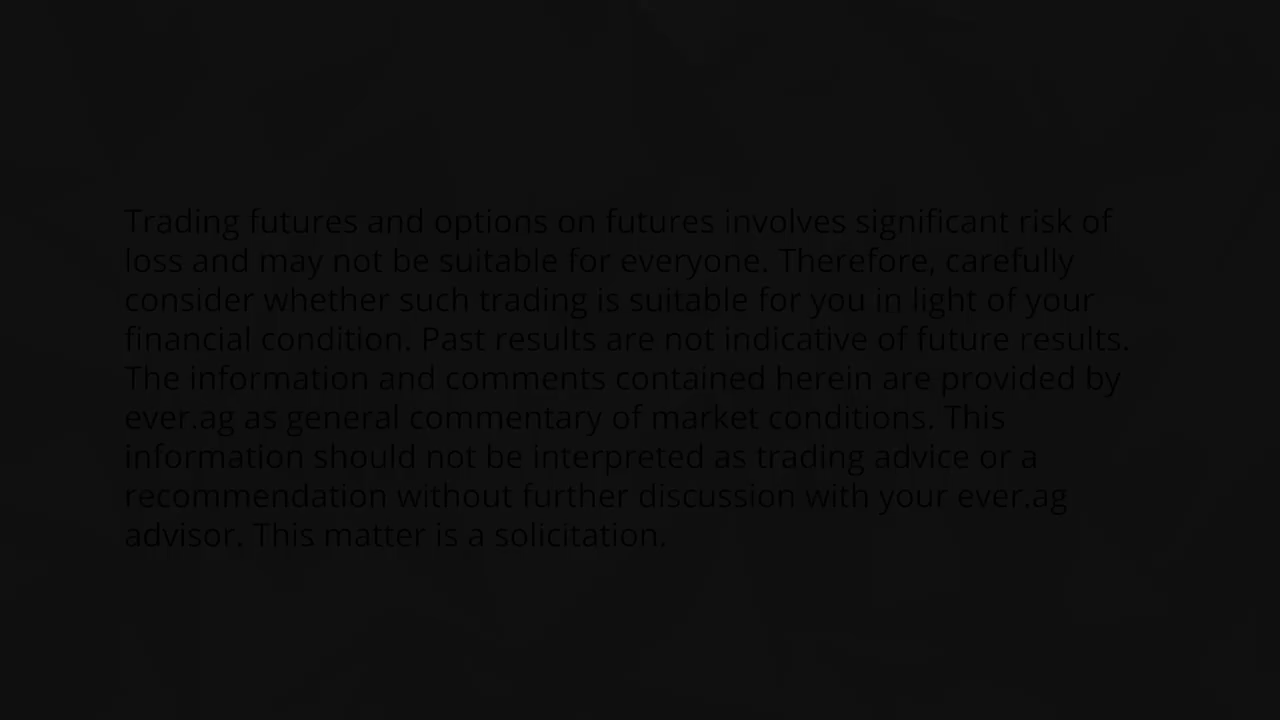 Trading futures and options on futures involves significant risk of
loss and may not be suitable for everyone. Therefore, carefully
consider whether such trading is suitable for you in light of your
financial condition. Past results are not indicative of future results.
The information and comments contained herein are provided by
ever.ag as general commentary of market conditions. This
information should not be interpreted as trading advice or a
recommendation without further discussion with your ever.ag
advisor. This matter is a solicitation.